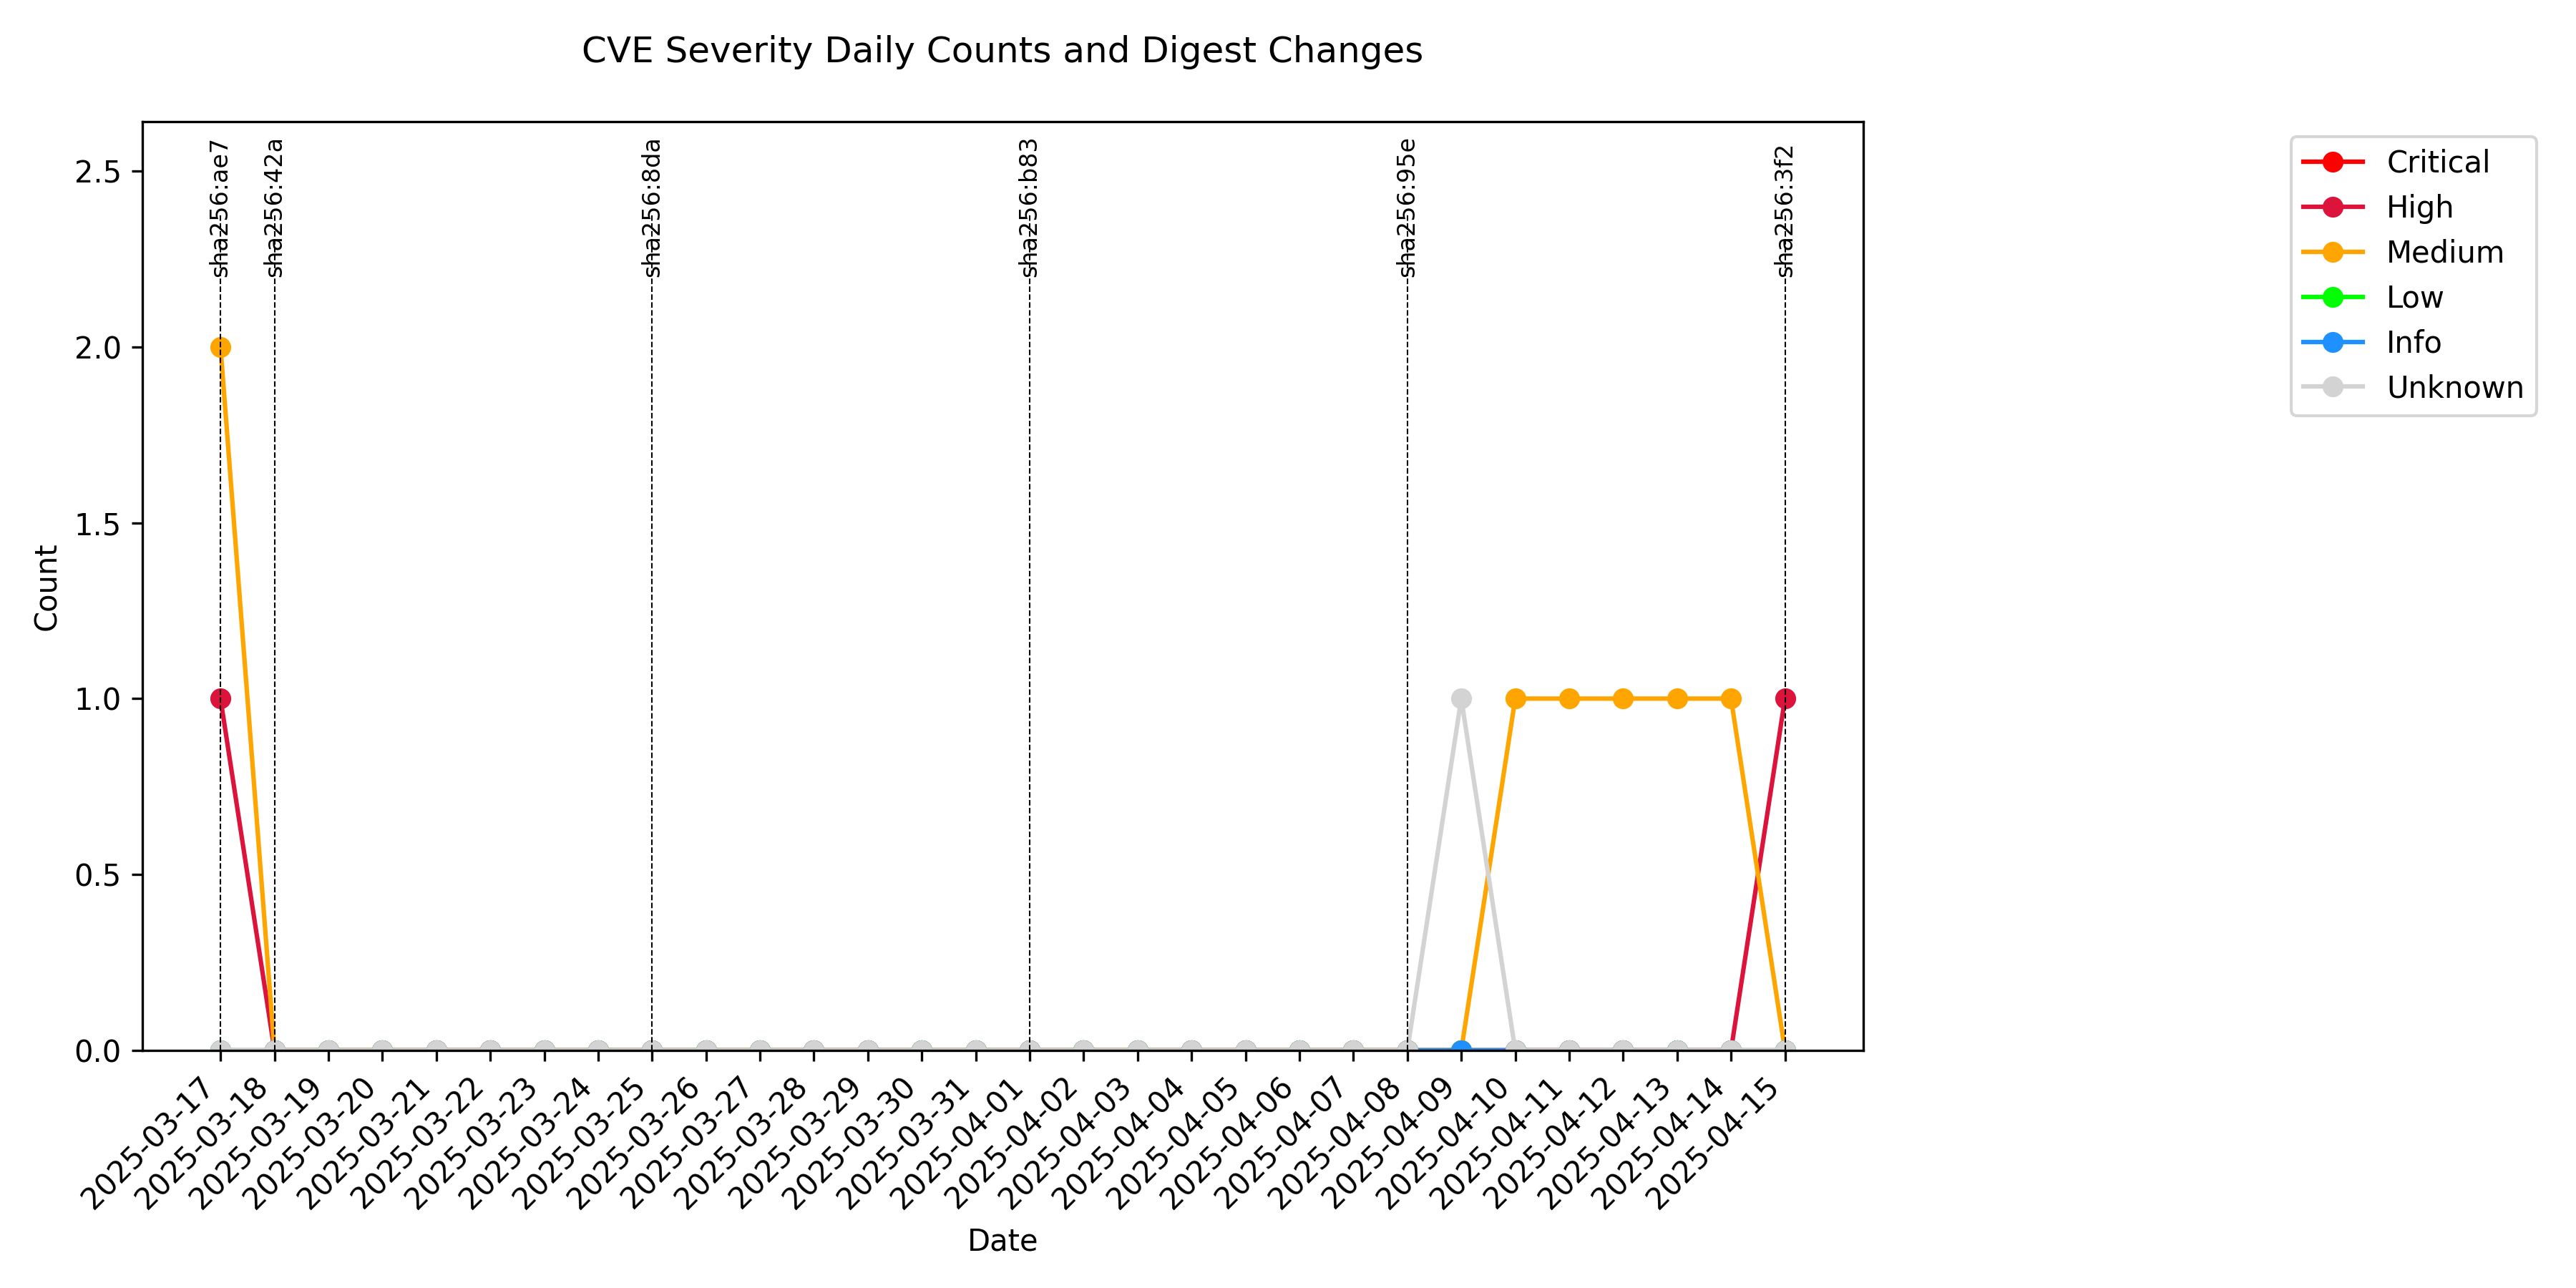 CVE Severity Daily Counts and Digest Changes
sha256:ae7
sha256:42a
sha256:8da
sha256:b83
sha256:95e
sha256:3f2
Critical
High
Medium
Low
Info
Unknown
2.5
2.0
1.5
1.0
0.5
0.0
Count
2025-03-17
2025-03-18
2025-03-19
2025-03-20
2025-03-21
2025-03-22
2025-03-23
2025-03-24
2025-03-25
2025-03-26
2025-03-27
2025-03-28
2025-03-29
2025-03-30
2025-03-31
2025-04-01
2025-04-02
2025-04-03
2025-04-04
2025-04-05
2025-04-06
2025-04-07
2025-04-08
2025-04-09
2025-04-10
2025-04-11
2025-04-12
2025-04-13
2025-04-14
2025-04-15
Date